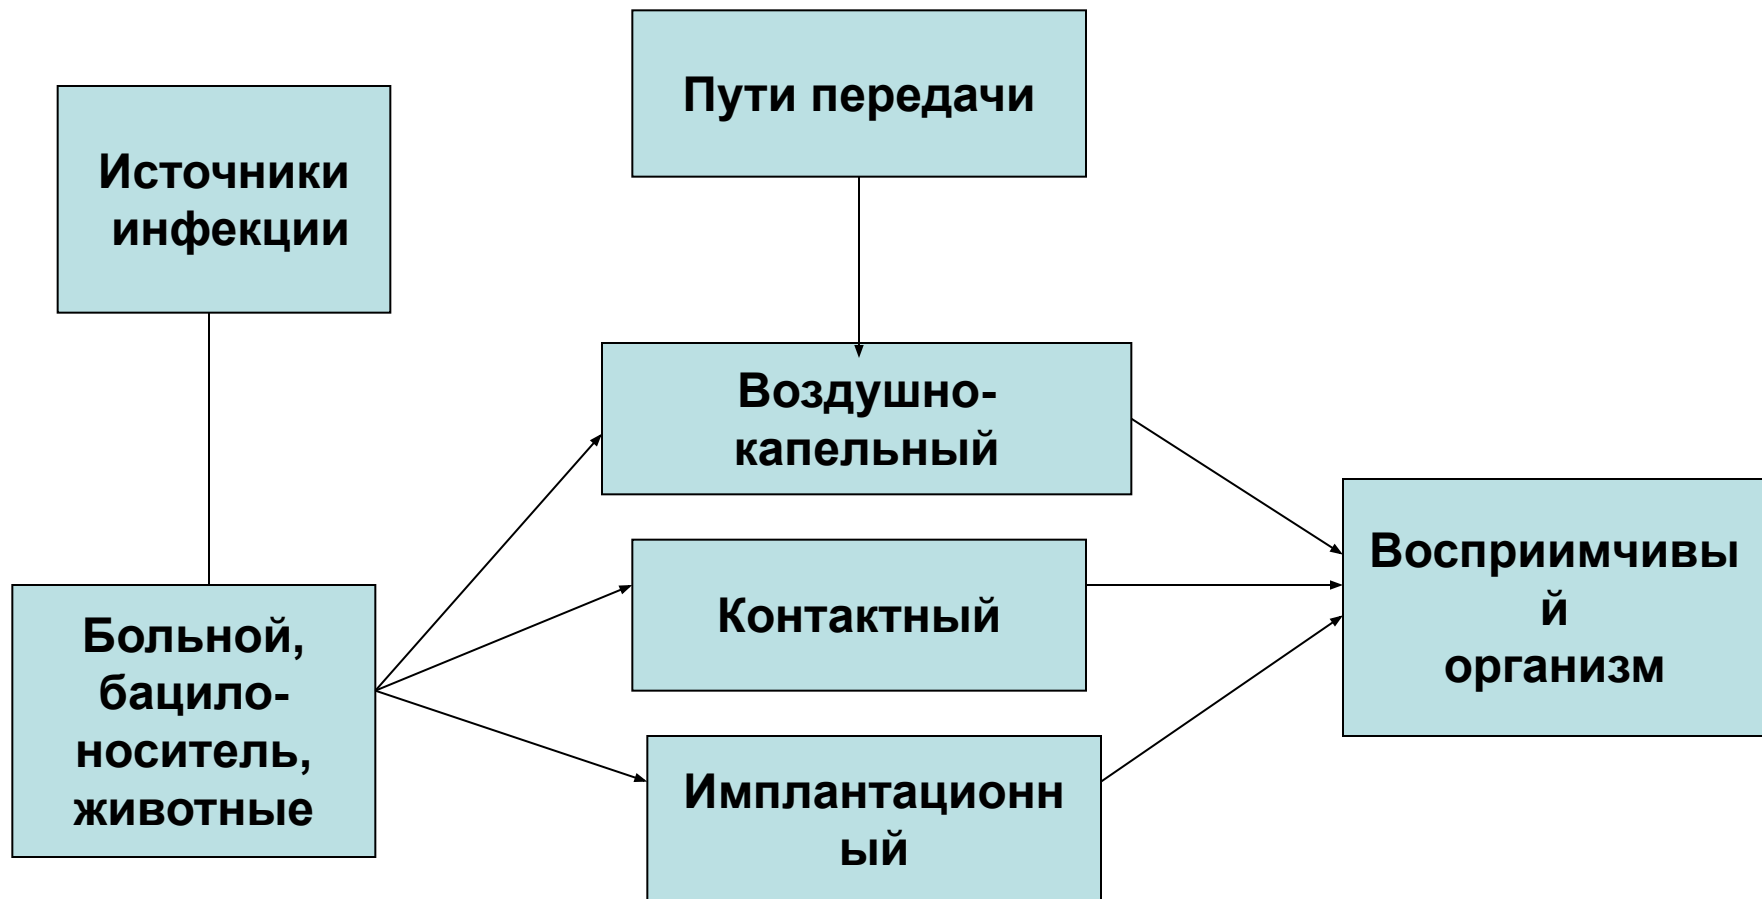 Пути передачи
Источники
инфекции
Воздушно-
капельный
Контактный
Имплантационн
ый
Больной,
бацило-
носитель,
животные
Восприимчивы
й
организм